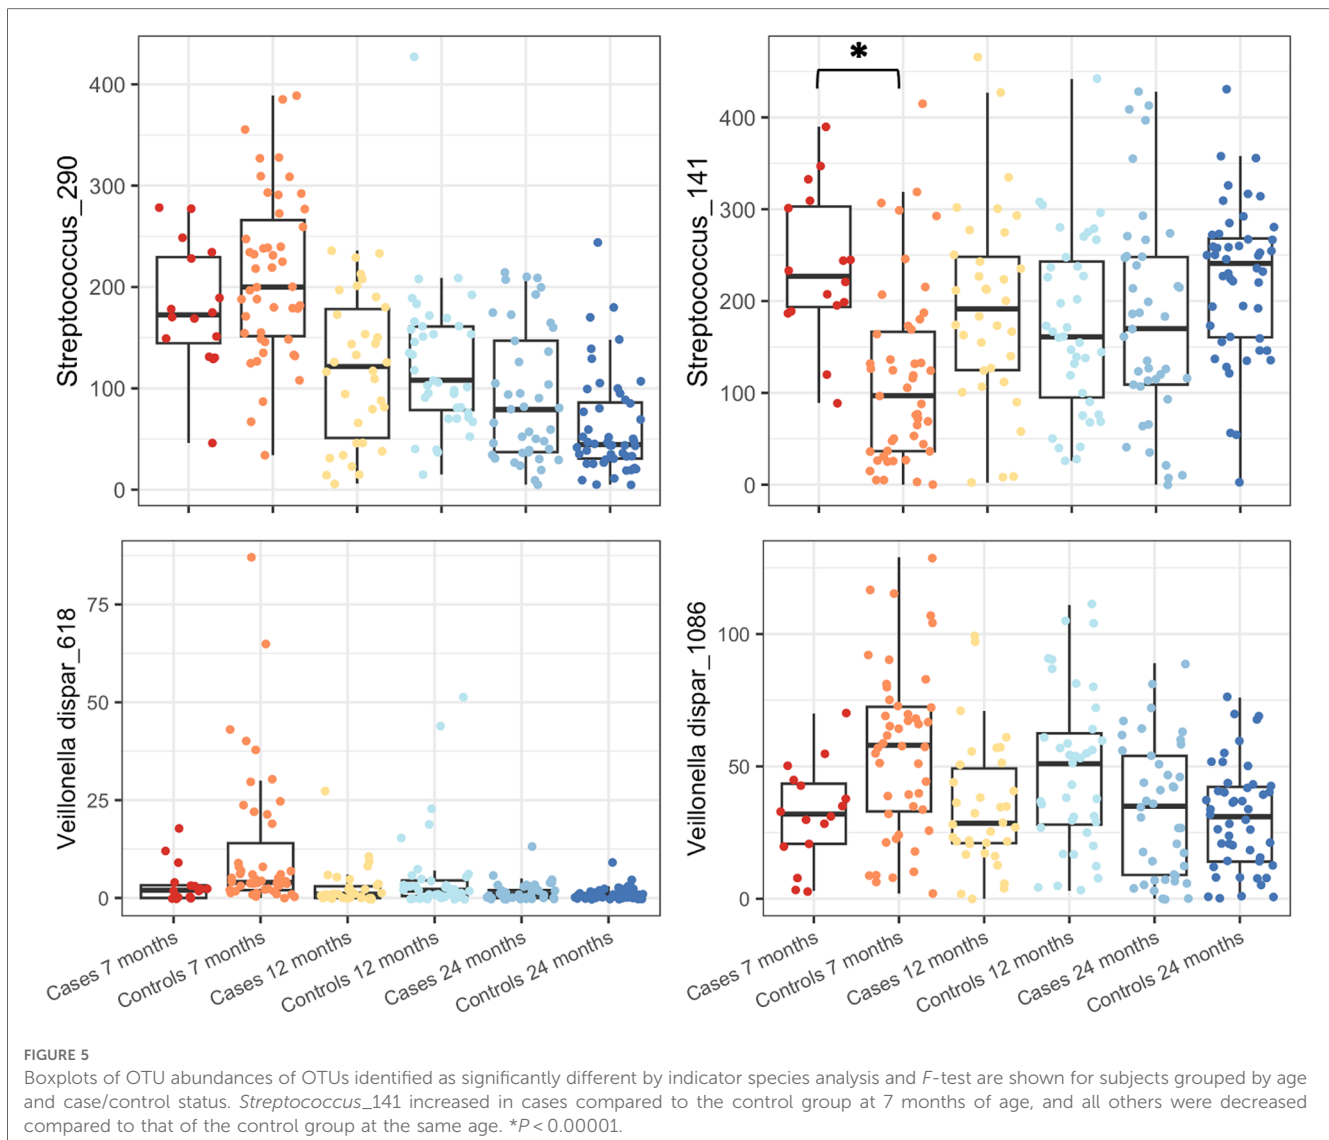 Streptococcus_290
400
300
200
100
0
Streptococcus_141
400
300
200
100
0
*
Veillonella dispar_618
75
50
25
0
Veillonella dispar_1086
100
50
0
Cases 7 months
Controls 7 months
Cases 12 months
Controls 12 months
Cases 24 months
Controls 24 months
Cases 7 months
Controls 7 months
Cases 12 months
Controls 12 months
Cases 24 months
Controls 24 months
FIGURE 5
Boxplots of OTU abundances of OTUs identified as significantly different by indicator species analysis and F-test are shown for subjects grouped by age
and case/control status. Streptococcus_141 increased in cases compared to the control group at 7 months of age, and all others were decreased
compared to that of the control group at the same age. *P < 0.00001.